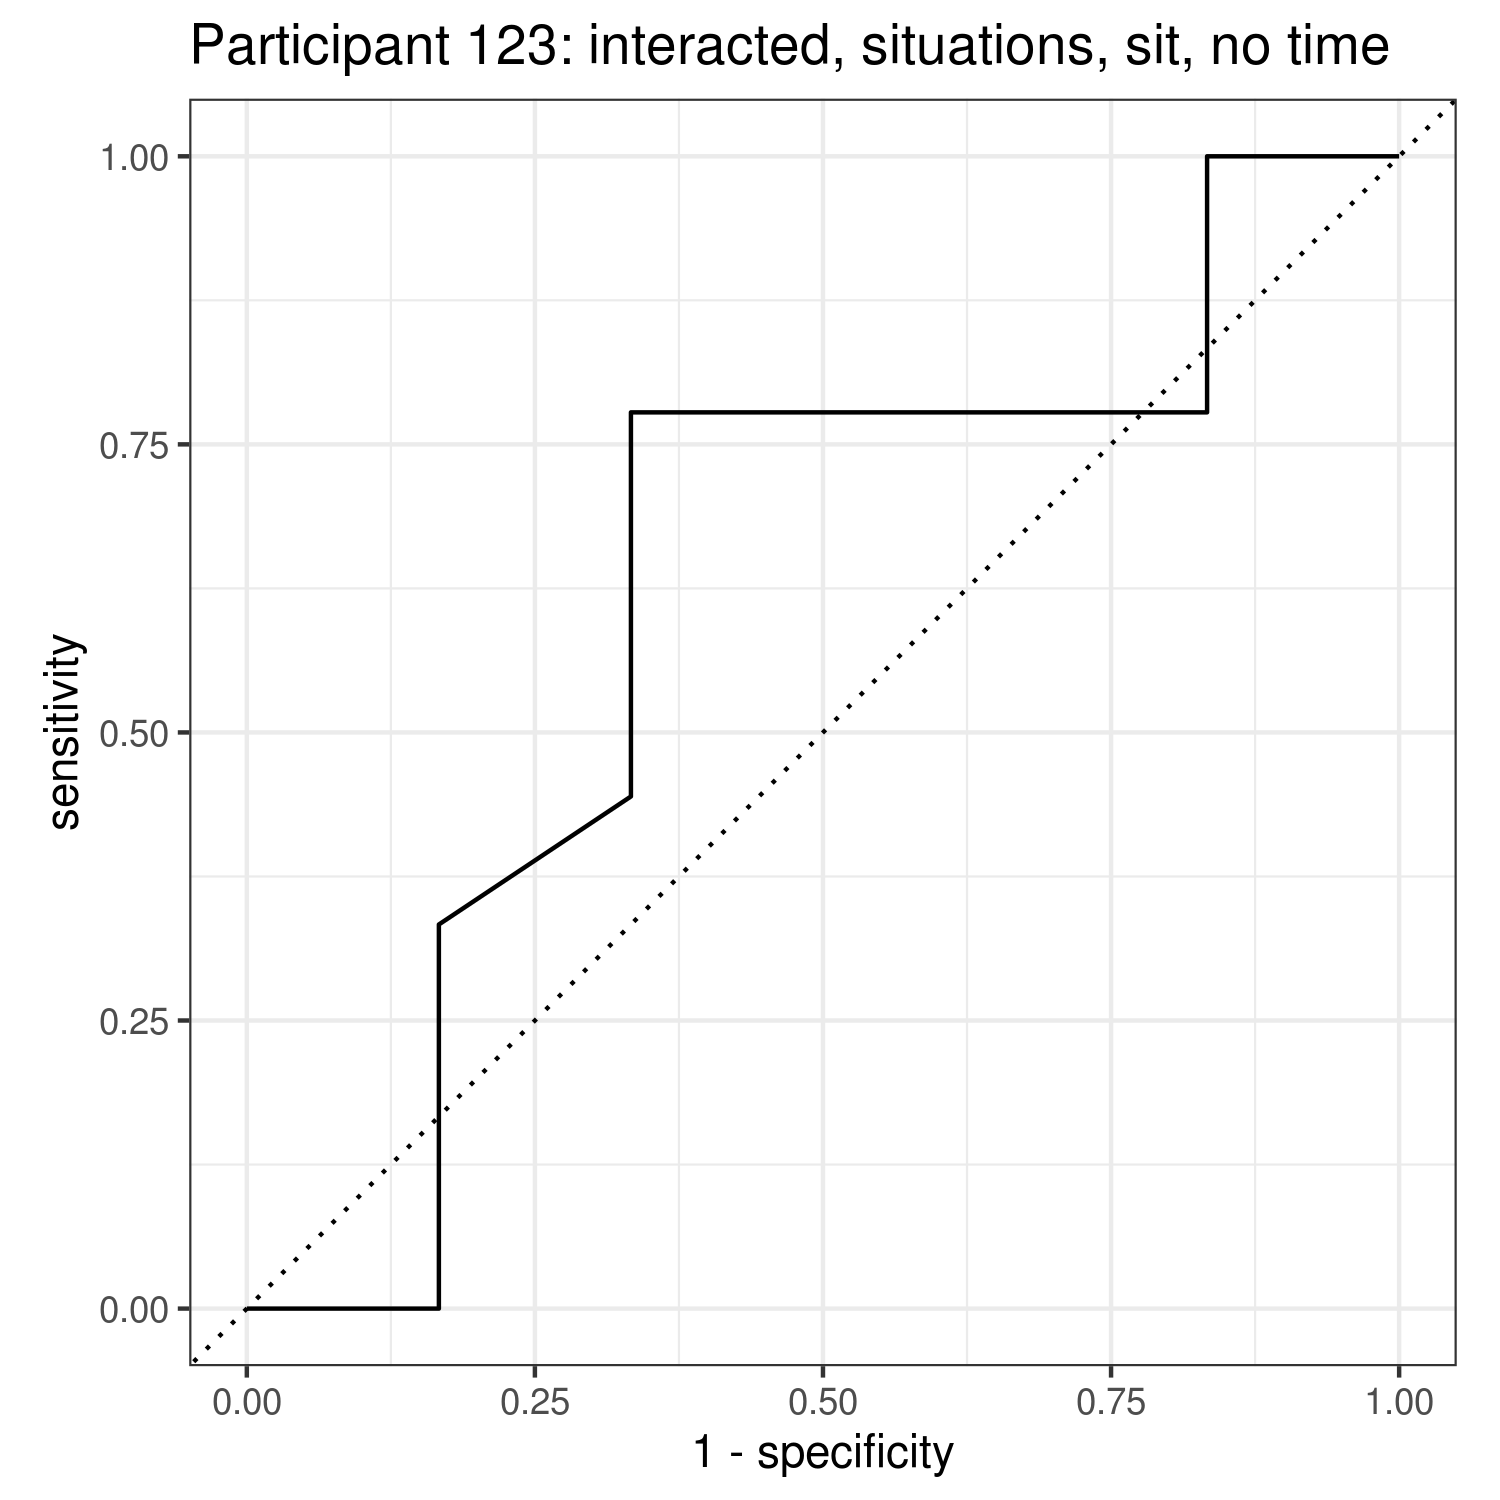 Participant 123: interacted, situations, sit, no time
1.00
0.75
0.50
0.25
0.00
sensitivity
0.00 0.25 0.50 0.75 1.00
1 - specificity